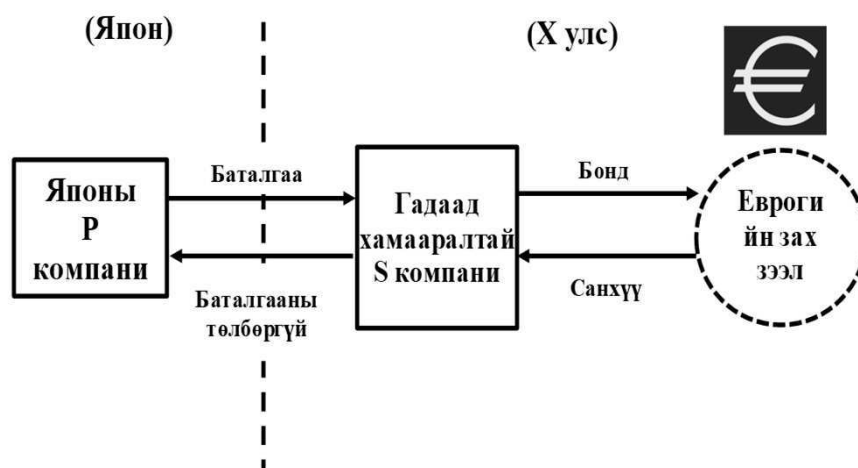 (Япон)
(Х улс)
Японы
Р
компани
Баталгаа
Баталгааны
төлбөргүй
Гадаад
хамааралтай
S компани
Бонд
Санхүү
Евроги
йн зах
зээл